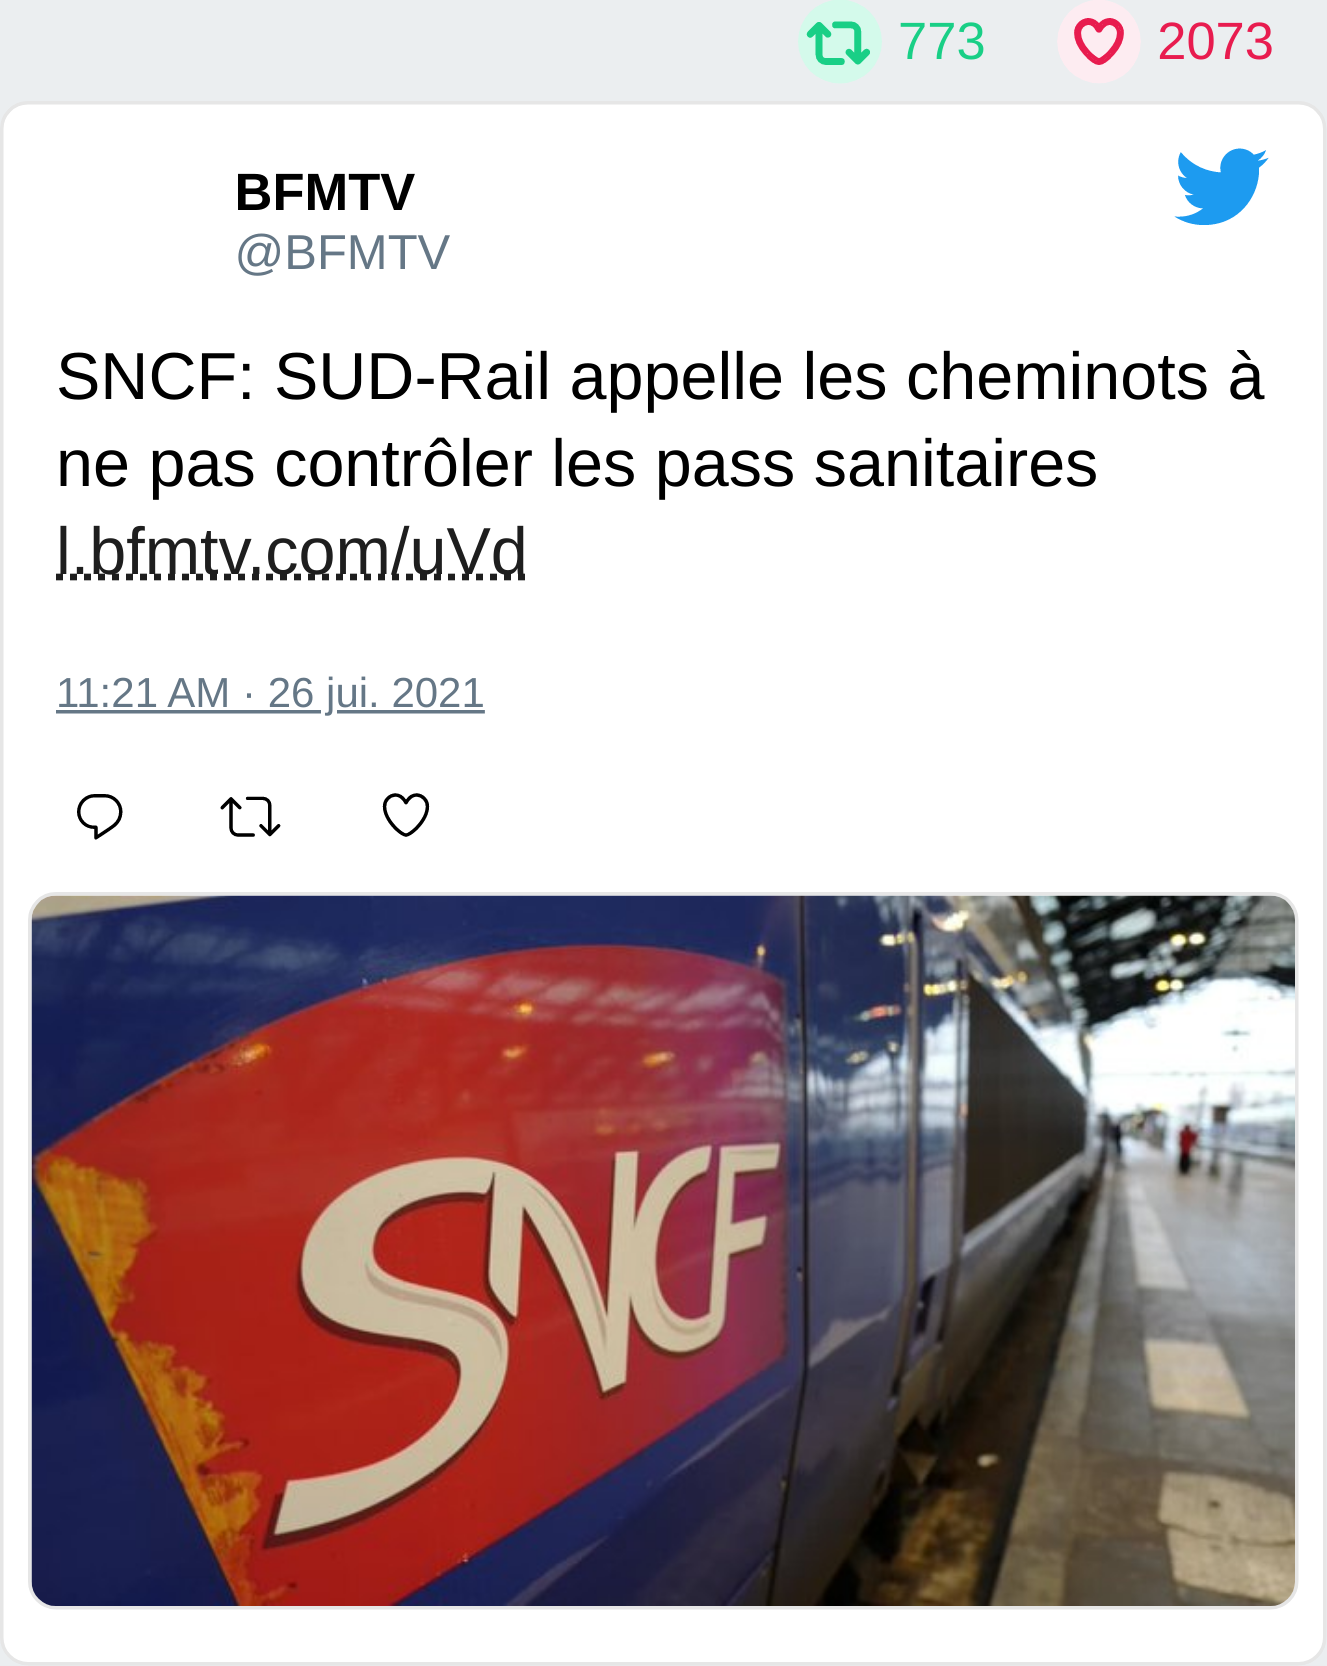 773 2073
BFMTV
@BFMTV
SNCF: SUD-Rail appelle les cheminots à
ne pas contrôler les pass sanitaires
l.bfmtv.com/uVd
11:21 AM · 26 jui. 2021
SNCF